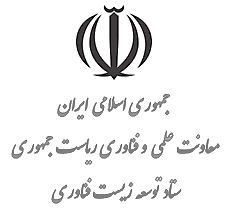 جمهوری اسلامی ایران
معاونت علمی و فناوری ریاست جمهوری
ستاد توسعه زیست فناوری